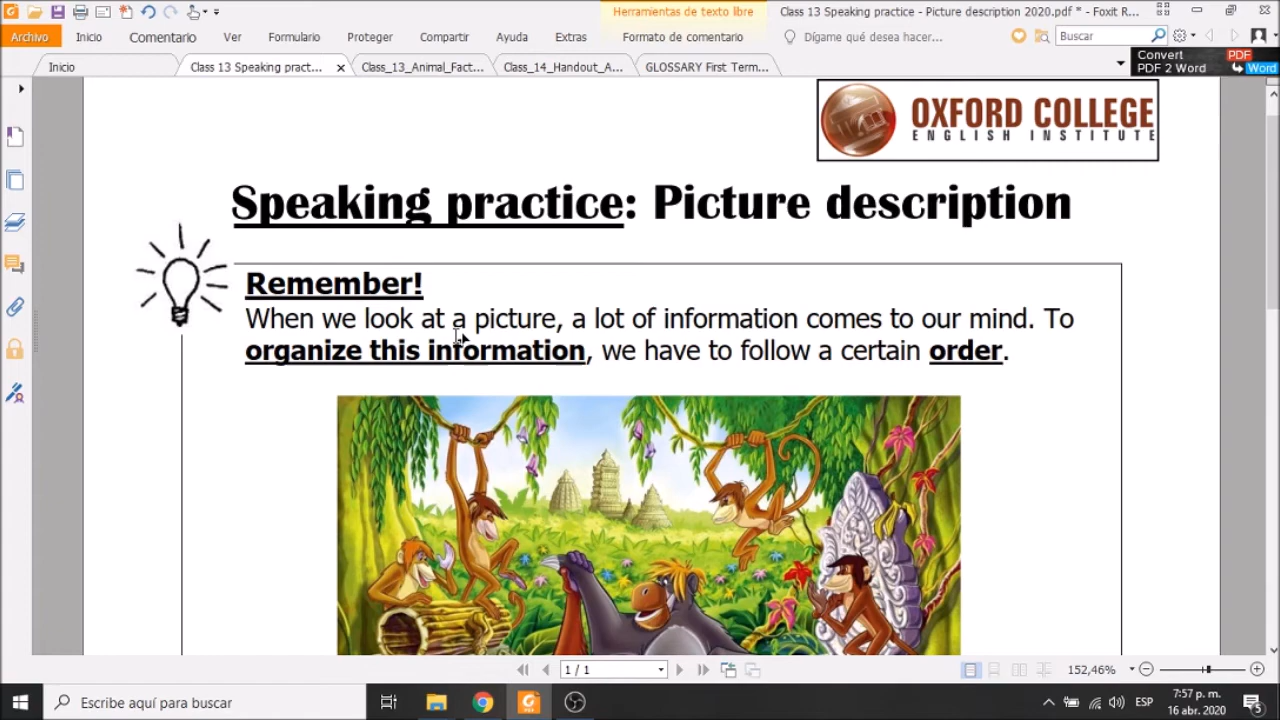 Herramientas de texto libre
Class 13 Speaking practice - Picture description 2020.pdf * - Foxit R...
Archivo Inicio Comentario Ver Formulario Proteger Compartir Ayuda Extras Formato de comentario Dígame qué desea hacer... Buscar
Inicio Class 13 Speaking pract... Class_13_Animal_Fact... GLOSSARY First Term...
Convert PDF
PDF 2 Word Word
OXFORD COLLEGE
ENGLISH INSTITUTE
Speaking practice: Picture description
Remember!
When we look at a picture, a lot of information comes to our mind. To
organize this information, we have to follow a certain order.
1 / 1
152,46%
Escribe aquí para buscar
ESP
7:57 p. m.
16 abr. 2020
5